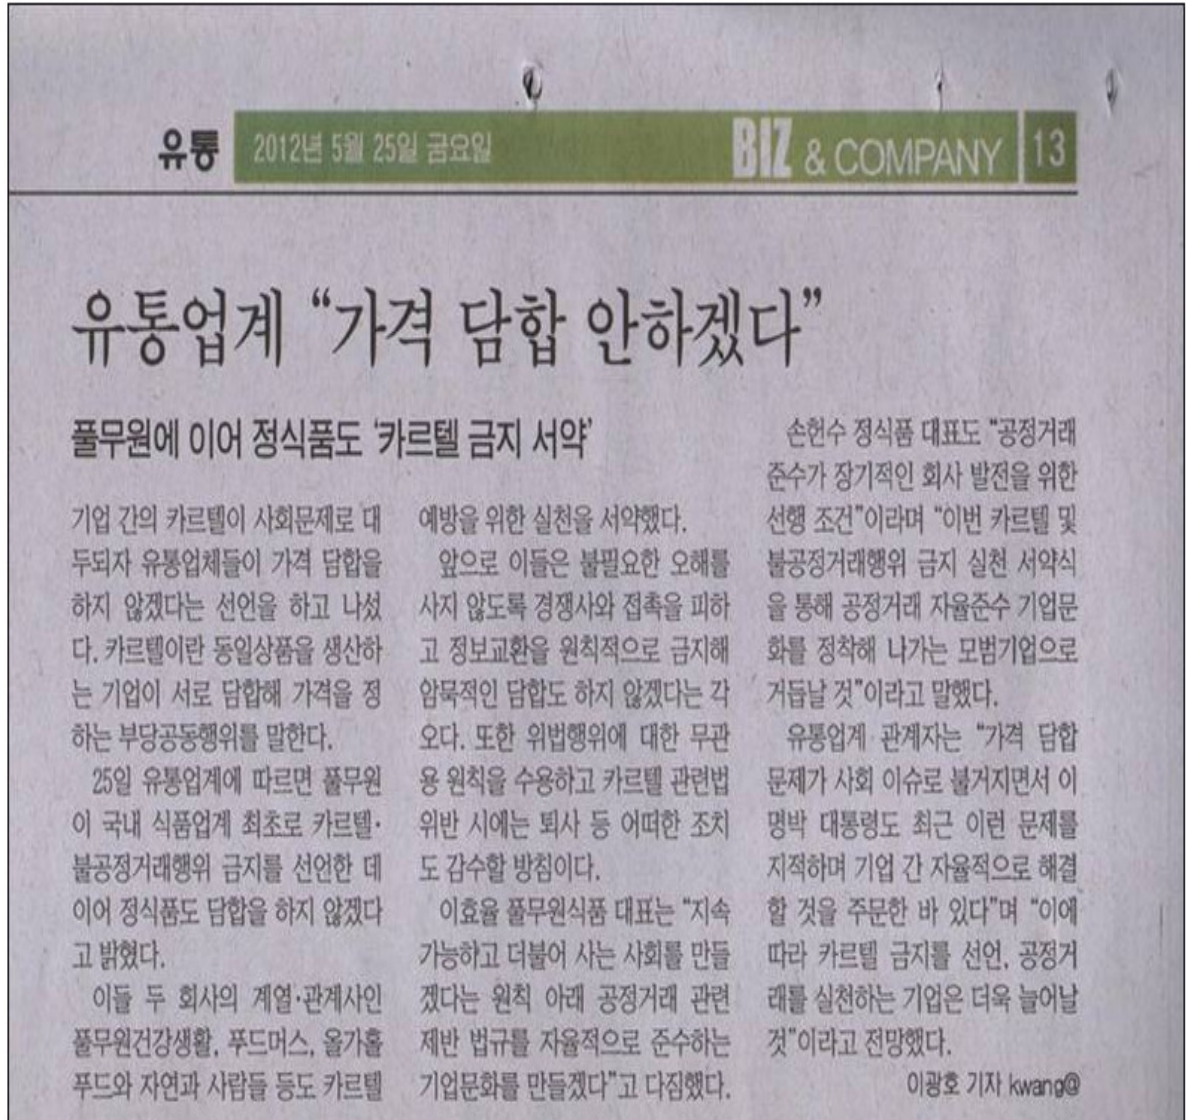 유통 2012년 5월 25일 금요일 BIZ & COMPANY 13
유통업계 “가격 담합 안하겠다”
풀무원에 이어 정식품도 ‘카르텔 금지 서약’
기업 간의 카르텔이 사회문제로 대
두되자 유통업체들이 가격 담합을
하지 않겠다는 선언을 하고 나섰
다. 카르텔이란 동일상품을 생산하
는 기업이 서로 담합해 가격을 정
하는 부당공동행위를 말한다.
25일 유통업계에 따르면 풀무원
이 국내 식품업계 최초로 카르텔·
불공정거래행위 금지를 선언한 데
이어 정식품도 담합을 하지 않겠다
고 밝혔다.
이들 두 회사의 계열·관계사인
풀무원건강생활, 푸드머스, 올가홀
푸드와 자연과 사람들 등도 카르텔
예방을 위한 실천을 서약했다.
앞으로 이들은 불필요한 오해를
사지 않도록 경쟁사와 접촉을 피하
고 정보교환을 원칙적으로 금지해
암묵적인 담합도 하지 않겠다는 각
오다. 또한 위법행위에 대한 무관
용 원칙을 수용하고 카르텔 관련법
위반 시에는 퇴사 등 어떠한 조치
도 감수할 방침이다.
이효율 풀무원식품 대표는 “지속
가능하고 더불어 사는 사회를 만들
겠다는 원칙 아래 공정거래 관련
제반 법규를 자율적으로 준수하는
기업문화를 만들겠다”고 다짐했다.
손헌수 정식품 대표도 “공정거래
준수가 장기적인 회사 발전을 위한
선행 조건”이라며 “이번 카르텔 및
불공정거래행위 금지 실천 서약식
을 통해 공정거래 자율준수 기업문
화를 정착해 나가는 모범기업으로
거듭날 것”이라고 말했다.
유통업계 관계자는 “가격 담합
문제가 사회 이슈로 불거지면서 이
명박 대통령도 최근 이런 문제를
지적하며 기업 간 자율적으로 해결
할 것을 주문한 바 있다”며 “이에
따라 카르텔 금지를 선언, 공정거
래를 실천하는 기업은 더욱 늘어날
것”이라고 전망했다.
이광호 기자 kwang@